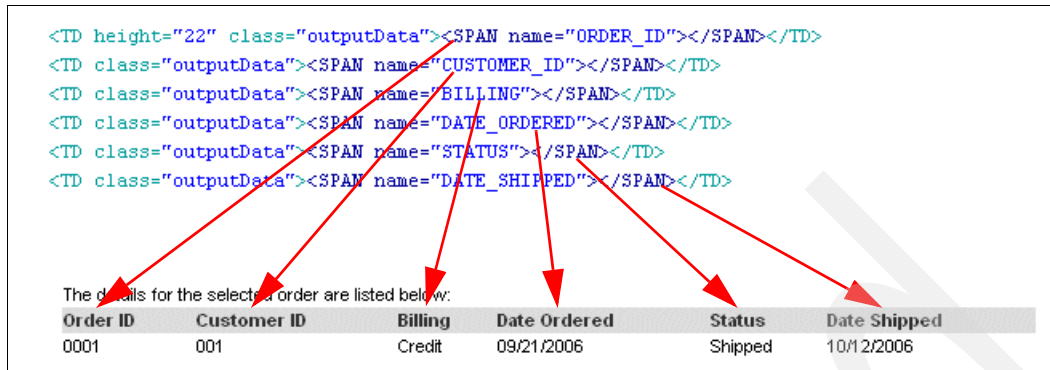 <TD height="22" class="outputData"><SPAN name="ORDER_ID"></SPAN></TD>
<TD class="outputData"><SPAN name="CUSTOMER_ID"></SPAN></TD>
<TD class="outputData"><SPAN name="BILLING"></SPAN></TD>
<TD class="outputData"><SPAN name="DATE_ORDERED"></SPAN></TD>
<TD class="outputData"><SPAN name="STATUS"></SPAN></TD>
<TD class="outputData"><SPAN name="DATE_SHIPPED"></SPAN></TD>
The details for the selected order are listed below:
Order ID Customer ID Billing Date Ordered Status Date Shipped
0001 001 Credit 09/21/2006 Shipped 10/12/2006